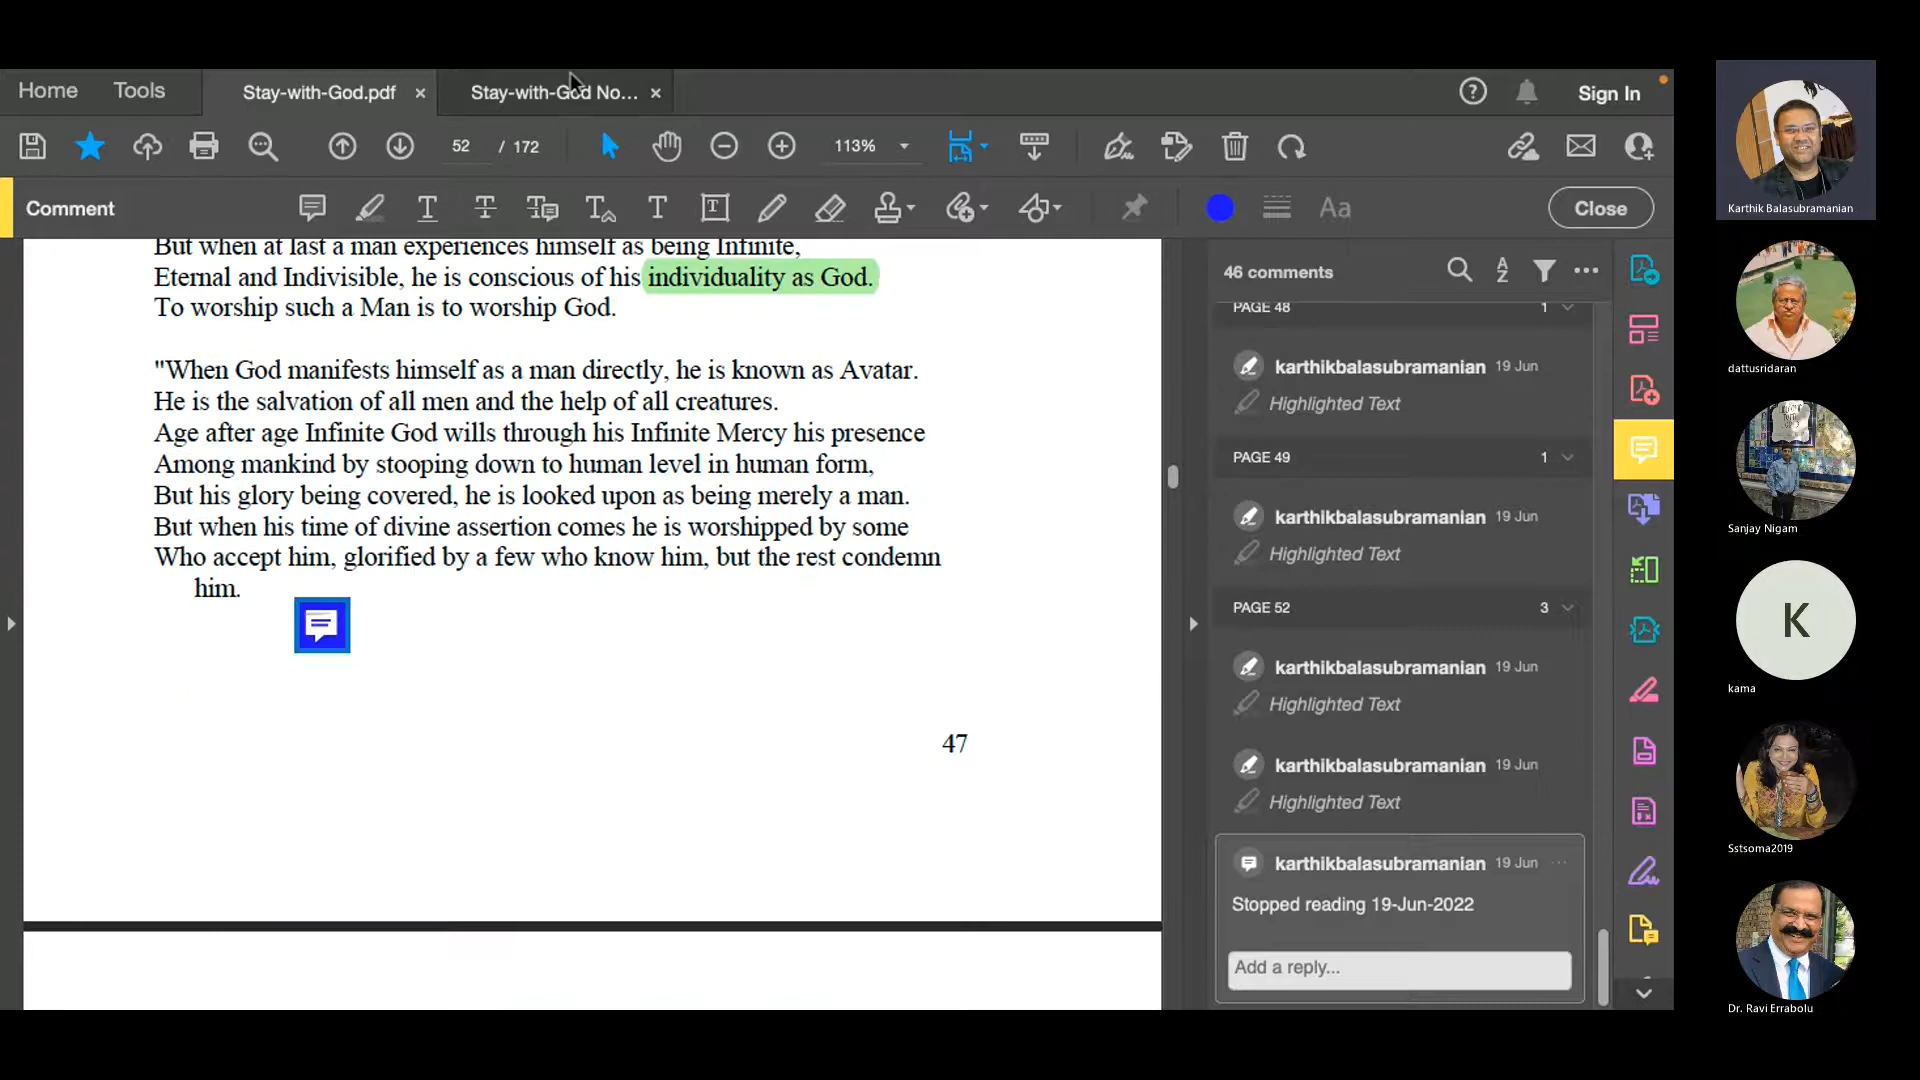 Home
Tools
Stay-with-God.pdf
Stay-with-God No...
Sign In
52 / 172
113%
Comment
Close
But when at last a man experiences himself as being Infinite,
Eternal and Indivisible, he is conscious of his individuality as God.
To worship such a Man is to worship God.
"When God manifests himself as a man directly, he is known as Avatar.
He is the salvation of all men and the help of all creatures.
Age after age Infinite God wills through his Infinite Mercy his presence
Among mankind by stooping down to human level in human form,
But his glory being covered, he is looked upon as being merely a man.
But when his time of divine assertion comes he is worshipped by some
Who accept him, glorified by a few who know him, but the rest condemn
him.
47
46 comments
PAGE 48 1
karthikbalasubramanian 19 Jun
Highlighted Text
PAGE 49 1
karthikbalasubramanian 19 Jun
Highlighted Text
PAGE 52 3
karthikbalasubramanian 19 Jun
Highlighted Text
karthikbalasubramanian 19 Jun
Highlighted Text
karthikbalasubramanian 19 Jun
Stopped reading 19-Jun-2022
Add a reply...
Karthik Balasubramanian
dattusridaran
Sanjay Nigam
K
kama
Sstsoma2019
Dr. Ravi Errabolu